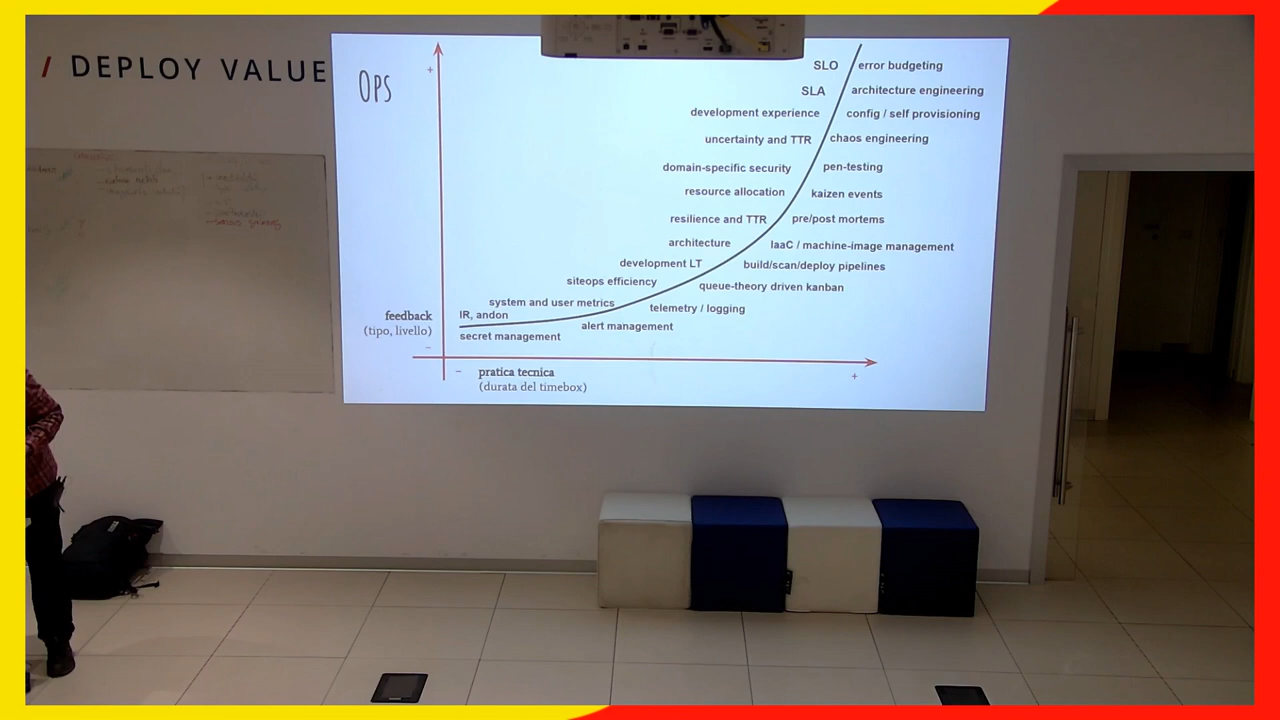 / DEPLOY VALUE
OPS
+
SLO error budgeting
SLA architecture engineering
development experience config / self provisioning
uncertainty and TTR chaos engineering
domain-specific security pen-testing
resource allocation kaizen events
resilience and TTR pre/post mortems
architecture IaaC / machine-image management
development LT build/scan/deploy pipelines
siteops efficiency queue-theory driven kanban
system and user metrics telemetry / logging
IR, andon alert management
secret management
feedback
(tipo, livello)
–
– pratica tecnica +
(durata del timebox)